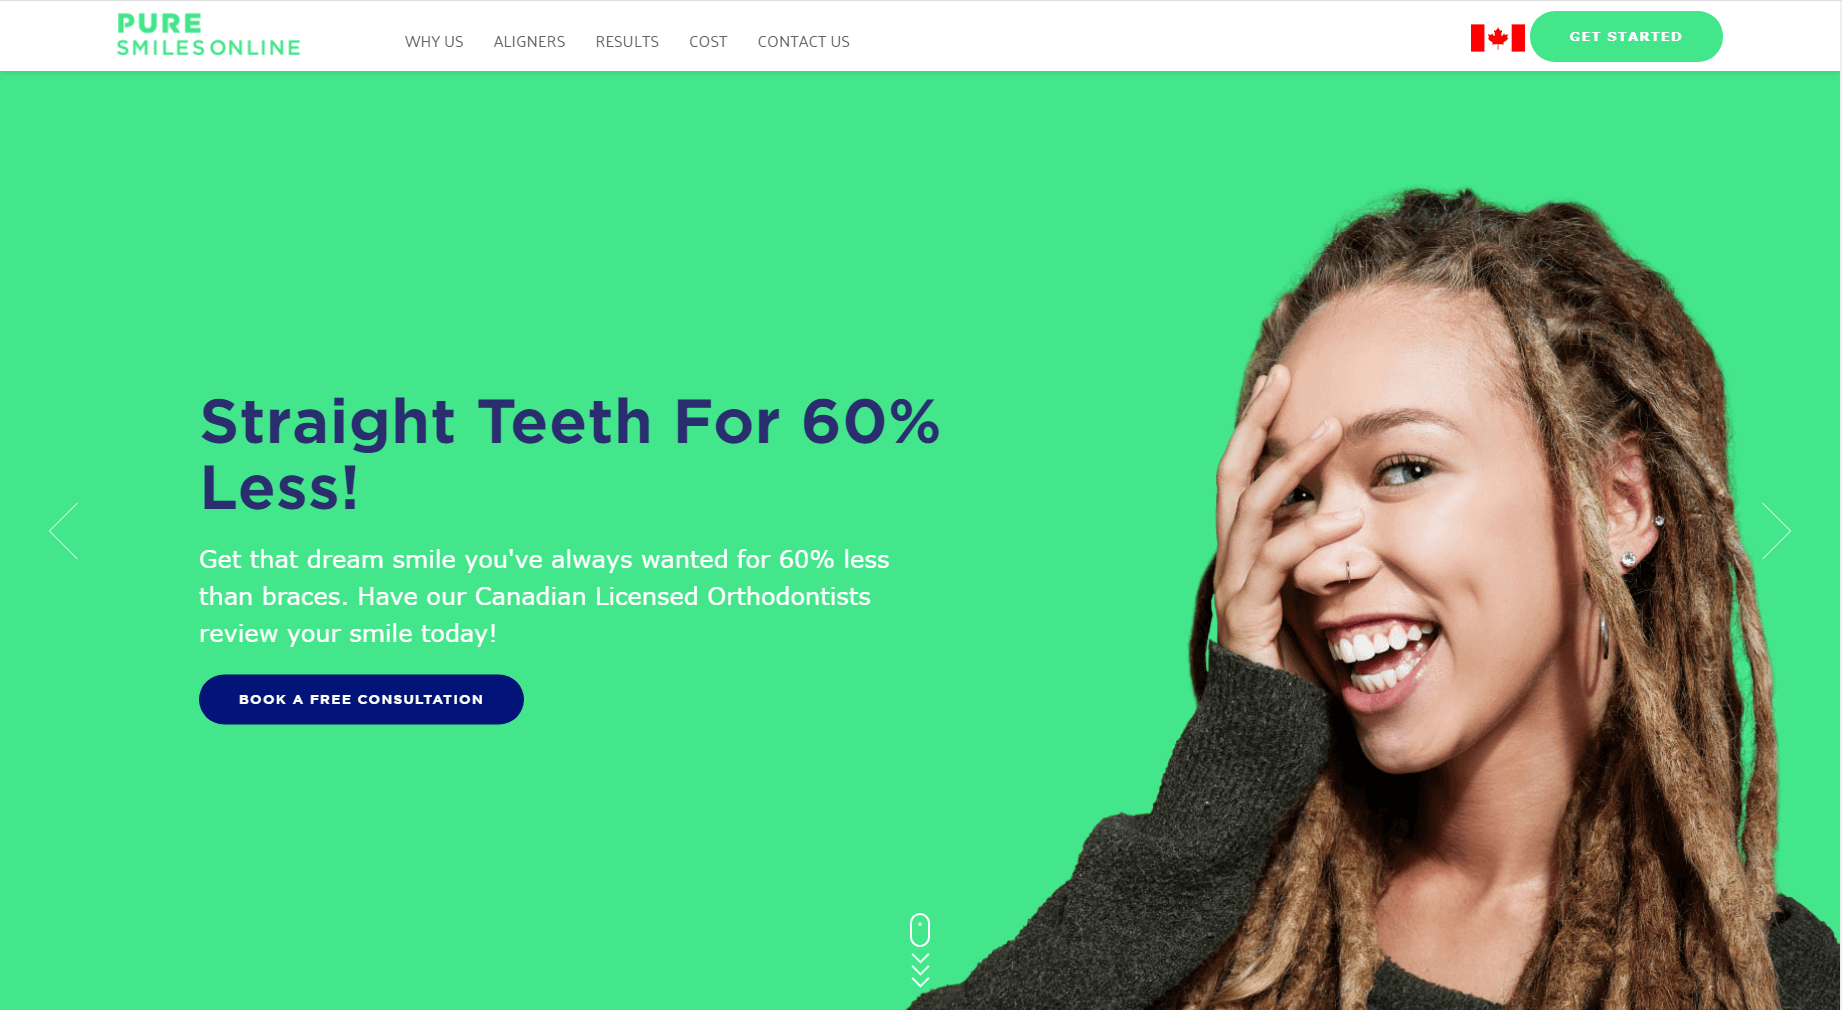 PURE
SMILES ONLINE
WHY US
ALIGNERS
RESULTS
COST
CONTACT US
GET STARTED
Straight Teeth For 60%
Less!
Get that dream smile you've always wanted for 60% less
than braces. Have our Canadian Licensed Orthodontists
review your smile today!
BOOK A FREE CONSULTATION